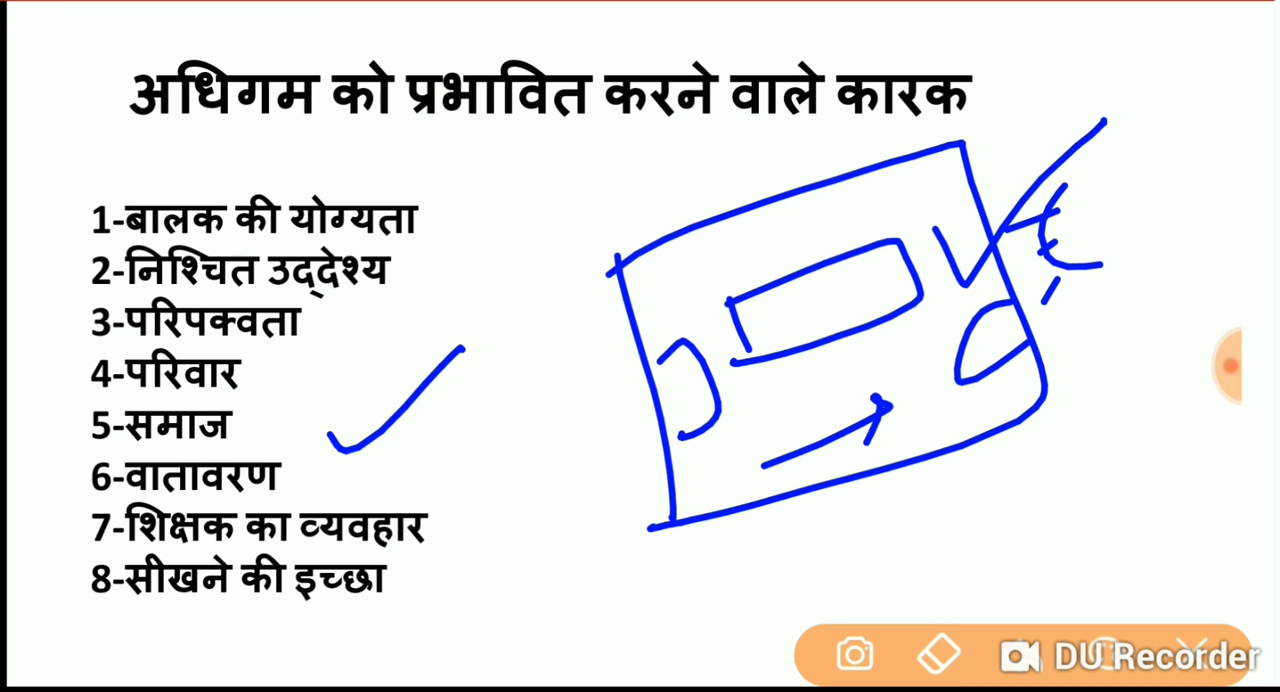 अधिगम को प्रभावित करने वाले कारक
1-बालक की योग्यता
2-निश्चित उद्देश्य
3-परिपक्वता
4-परिवार
5-समाज
6-वातावरण
7-शिक्षक का व्यवहार
8-सीखने की इच्छा
DU Recorder